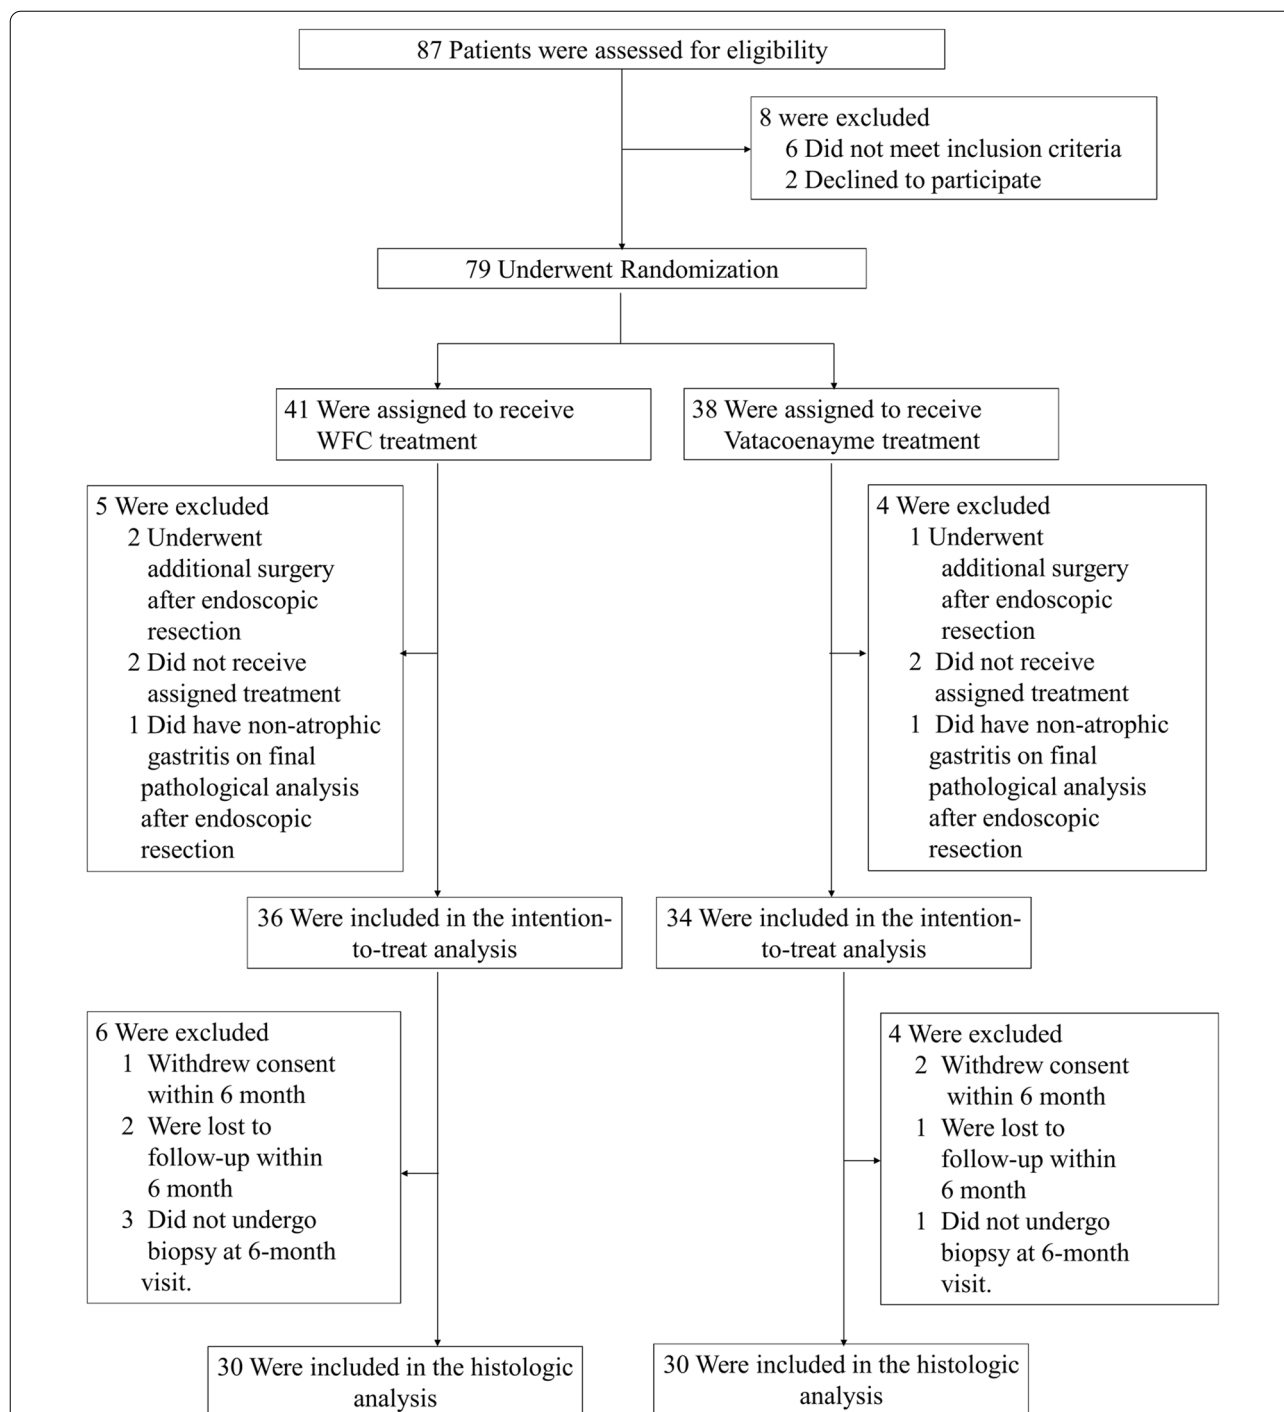 87 Patients were assessed for eligibility
8 were excluded
6 Did not meet inclusion criteria
2 Declined to participate
79 Underwent Randomization
41 Were assigned to receive
WFC treatment
38 Were assigned to receive
Vatacoenayme treatment
5 Were excluded
2 Underwent
additional surgery
after endoscopic
resection
2 Did not receive
assigned treatment
1 Did have non-atrophic
gastritis on final
pathological analysis
after endoscopic
resection
4 Were excluded
1 Underwent
additional surgery
after endoscopic
resection
2 Did not receive
assigned treatment
1 Did have non-atrophic
gastritis on final
pathological analysis
after endoscopic
resection
36 Were included in the intention-
to-treat analysis
34 Were included in the intention-
to-treat analysis
6 Were excluded
1 Withdrew consent
within 6 month
2 Were lost to
follow-up within
6 month
3 Did not undergo
biopsy at 6-month
visit.
4 Were excluded
2 Withdrew consent
within 6 month
1 Were lost to
follow-up within
6 month
1 Did not undergo
biopsy at 6-month
visit.
30 Were included in the histologic
analysis
30 Were included in the histologic
analysis